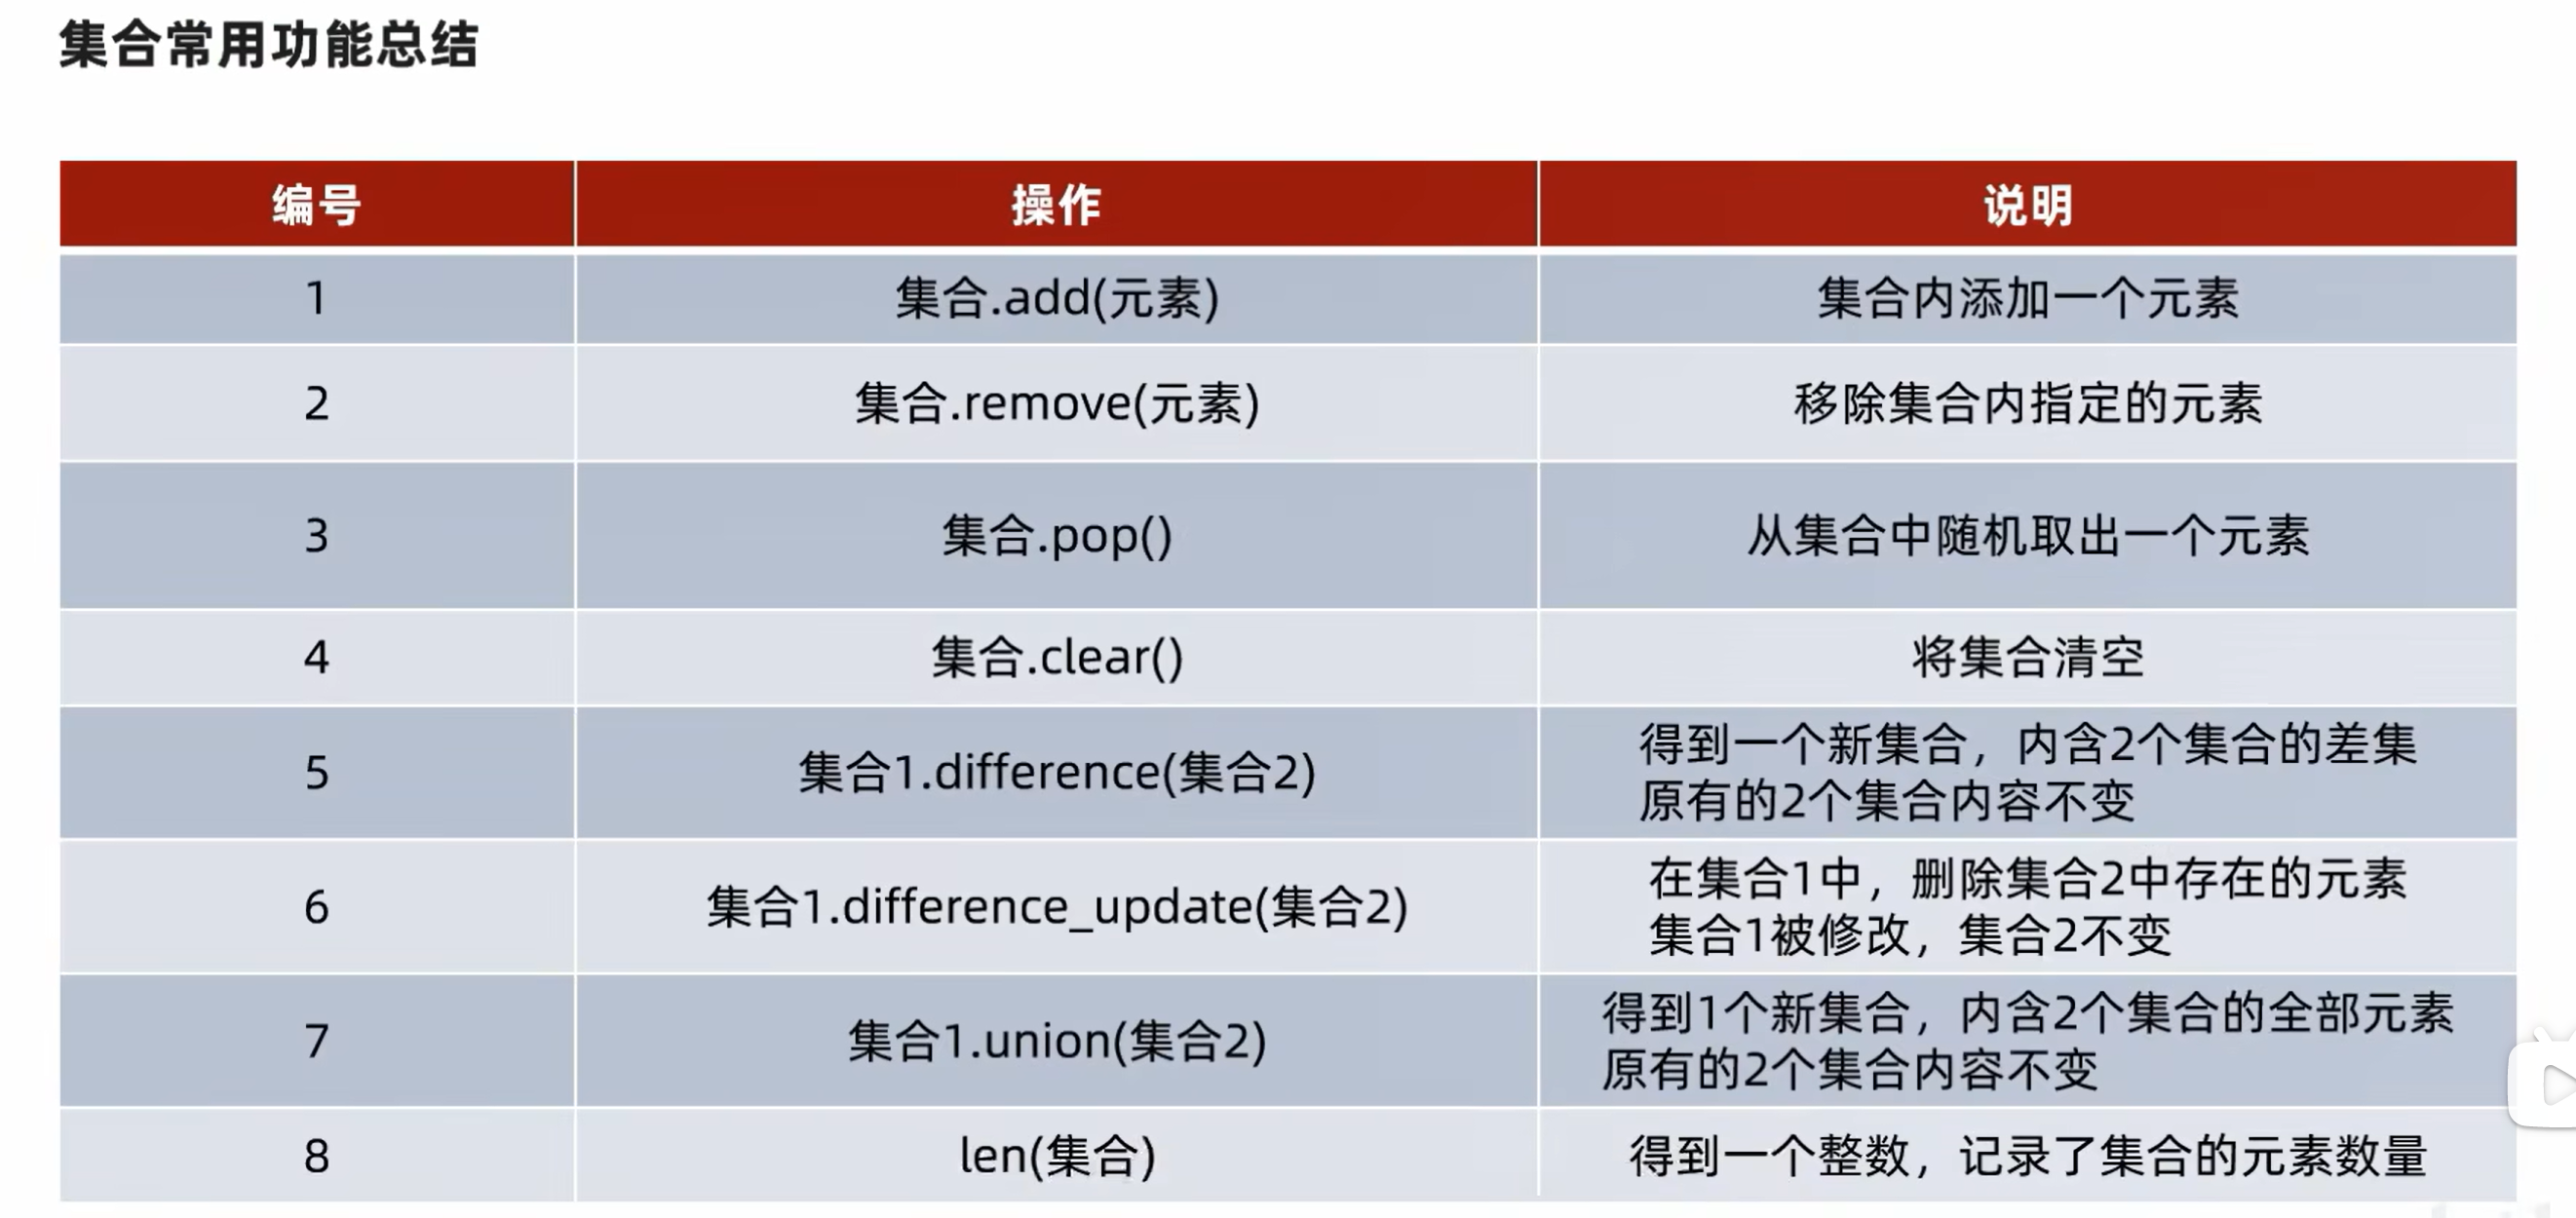 集合常用功能总结
编号 操作 说明
1 集合.add(元素) 集合内添加一个元素
2 集合.remove(元素) 移除集合内指定的元素
3 集合.pop() 从集合中随机取出一个元素
4 集合.clear() 将集合清空
5 集合1.difference(集合2) 得到一个新集合，内含2个集合的差集
原有的2个集合内容不变
6 集合1.difference_update(集合2) 在集合1中，删除集合2中存在的元素
集合1被修改，集合2不变
7 集合1.union(集合2) 得到1个新集合，内含2个集合的全部元素
原有的2个集合内容不变
8 len(集合) 得到一个整数，记录了集合的元素数量